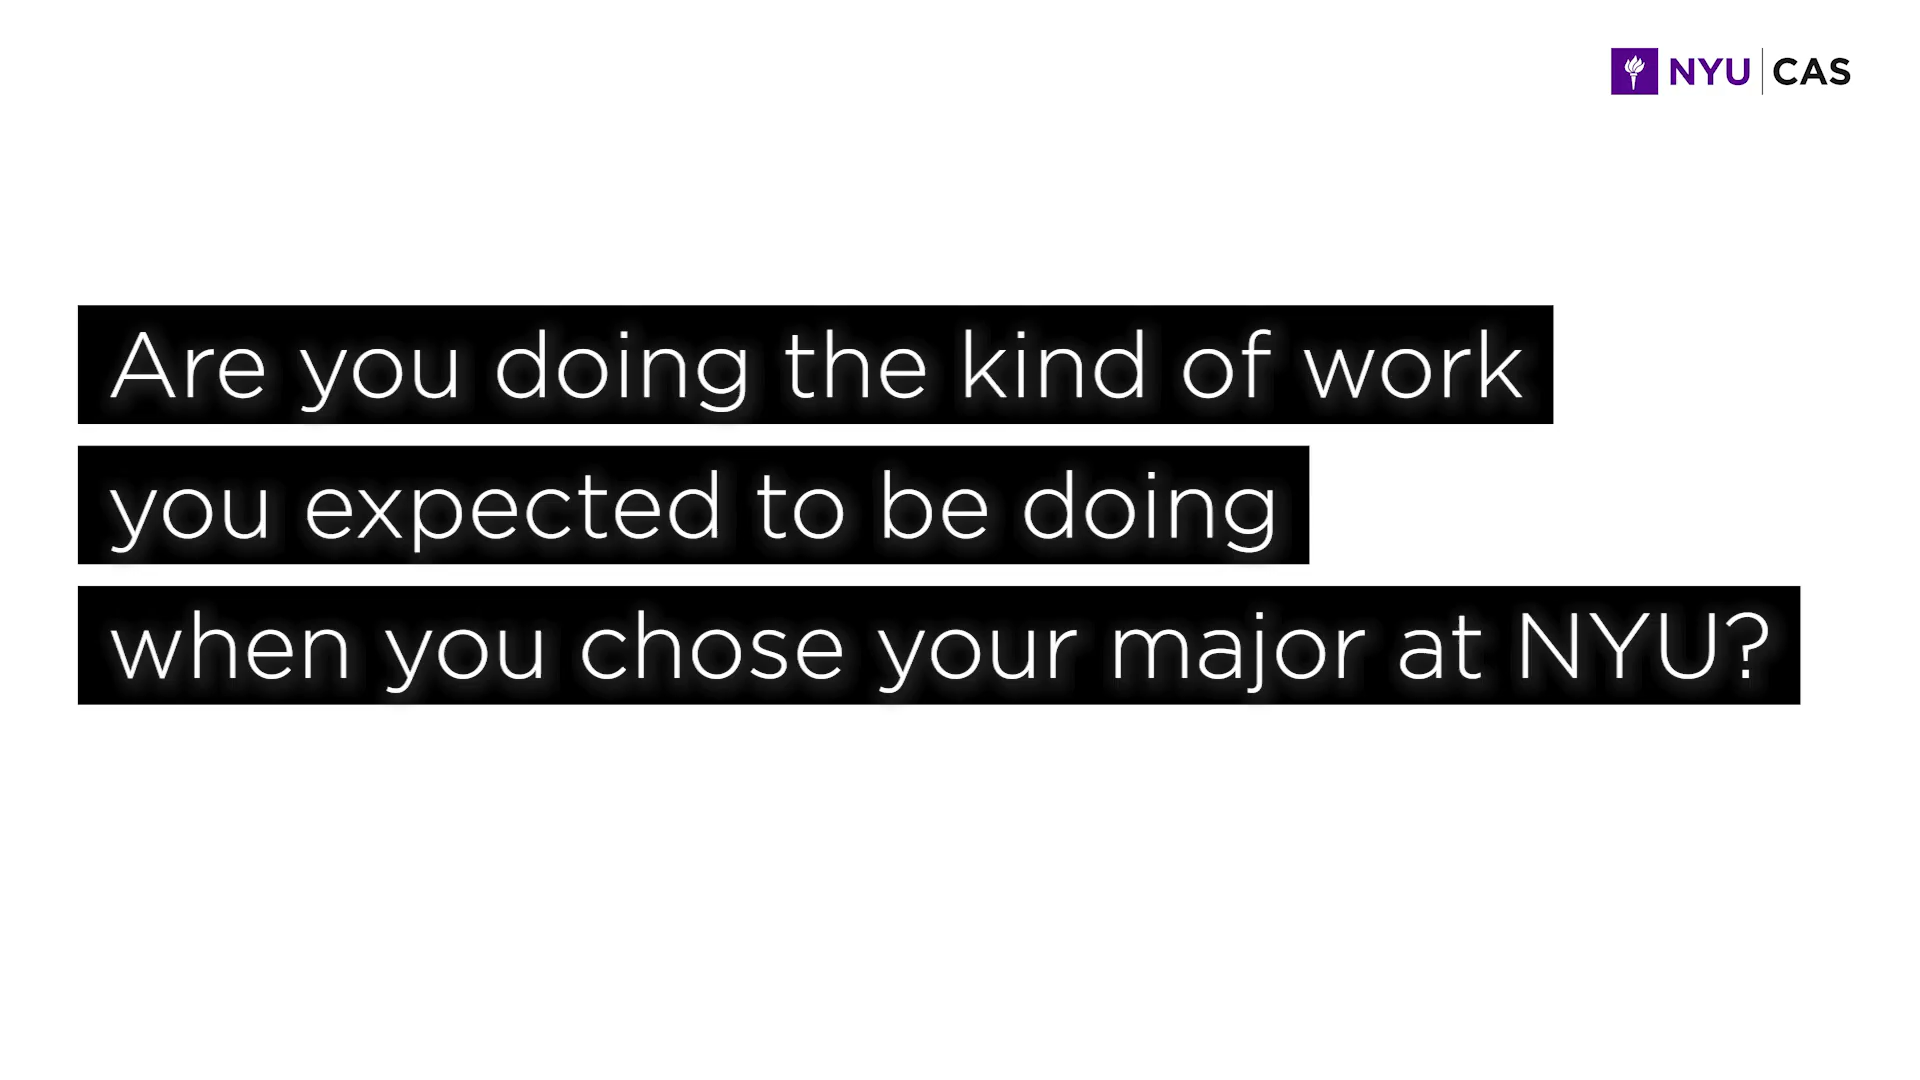 NYU | CAS
Are you doing the kind of work
you expected to be doing
when you chose your major at NYU?